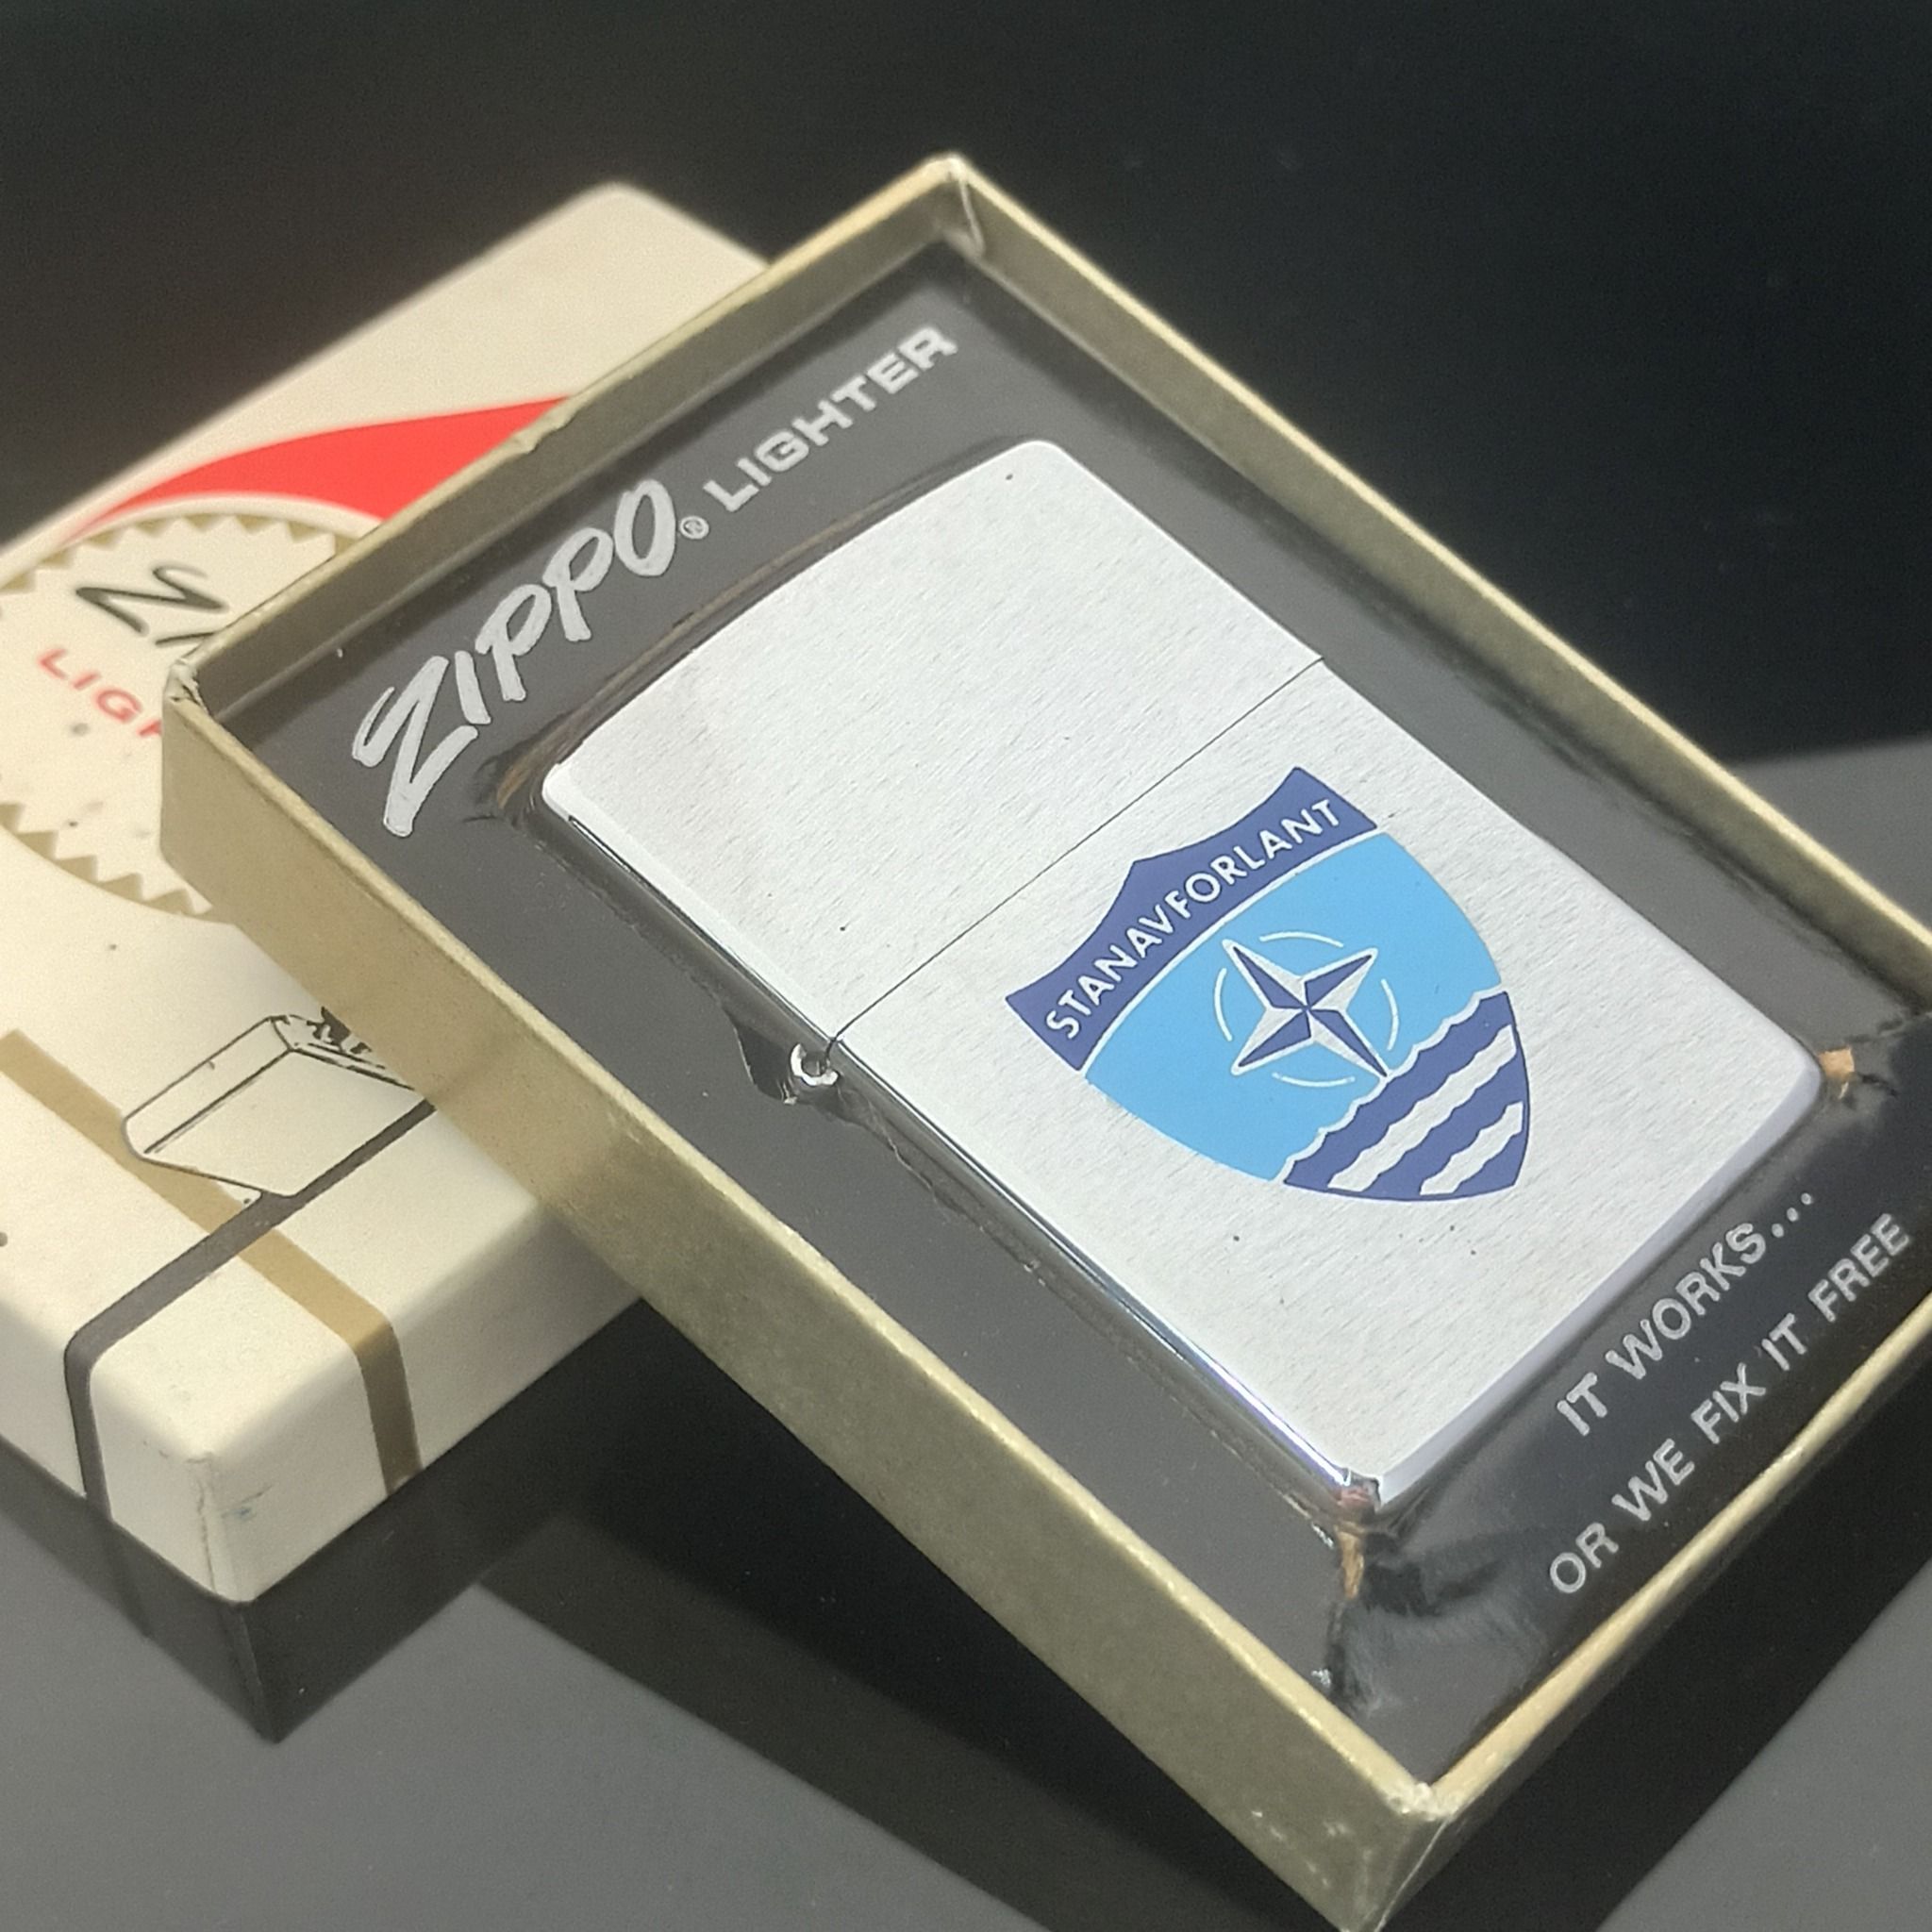 ZIPPO® LIGHTER
STANAVFORLANT
IT WORKS...
OR WE FIX IT FREE